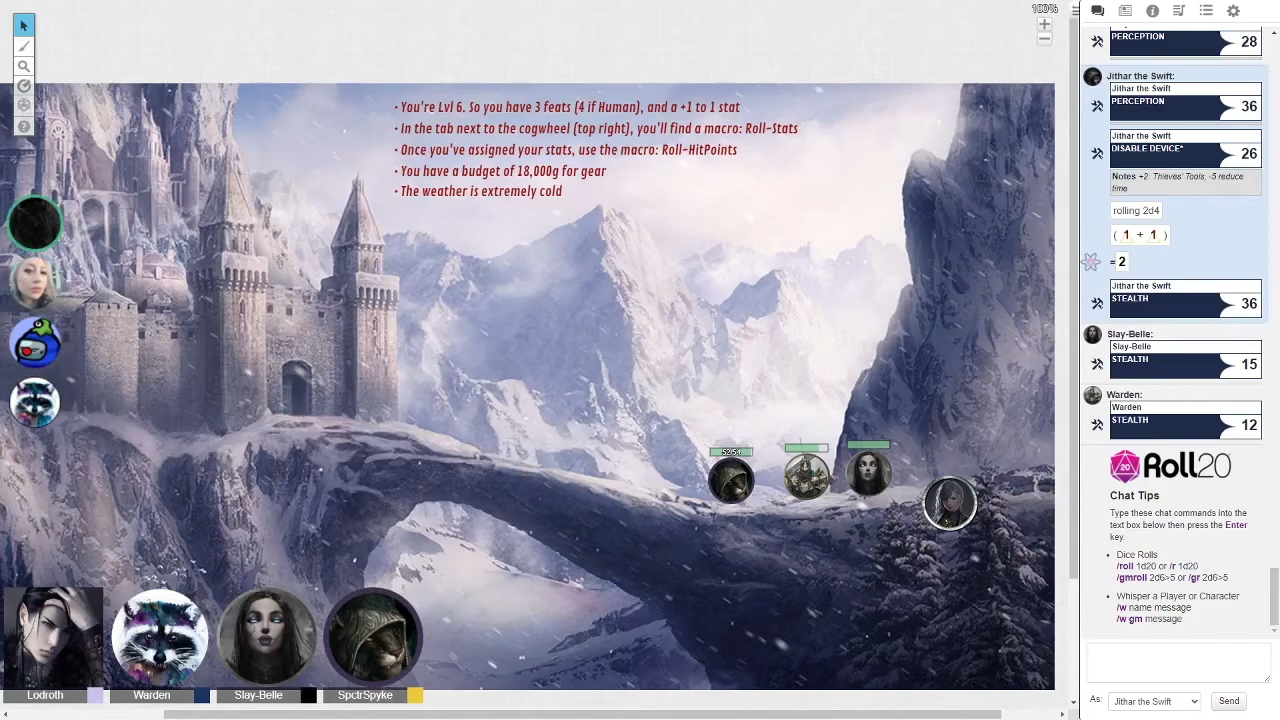 100%
· You're Lvl 6. So you have 3 feats (4 if Human), and a +1 to 1 stat
· In the tab next to the cogwheel (top right), you'll find a macro: Roll-Stats
· Once you've assigned your stats, use the macro: Roll-HitPoints
· You have a budget of 18,000g for gear
· The weather is extremely cold
52/54
Lodroth
Warden
Slay-Belle
SpctrSpyke
PERCEPTION 28
Jithar the Swift:
Jithar the Swift
PERCEPTION 36
Jithar the Swift
DISABLE DEVICE* 26
Notes +2: Thieves' Tools, -5 reduce
time
rolling 2d4
( 1 + 1 )
= 2
Jithar the Swift
STEALTH 36
Slay-Belle:
Slay-Belle
STEALTH 15
Warden:
Warden
STEALTH 12
20 Roll20
Chat Tips
Type these chat commands into the
text box below then press the Enter
key.
• Dice Rolls
/roll 1d20 or /r 1d20
/gmroll 2d6>5 or /gr 2d6>5
• Whisper a Player or Character
/w name message
/w gm message
As: Jithar the Swift Send